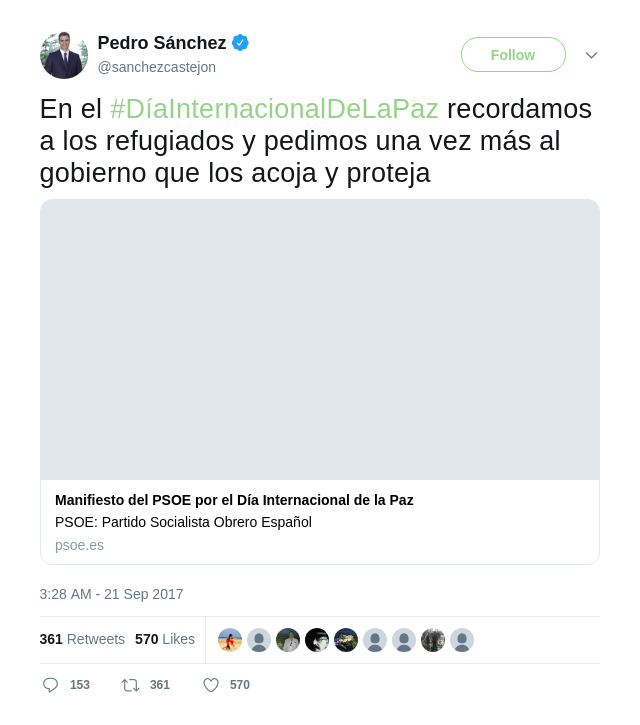 Pedro Sánchez
@sanchezcastejon
Follow
En el #DíaInternacionalDeLaPaz recordamos
a los refugiados y pedimos una vez más al
gobierno que los acoja y proteja
Manifiesto del PSOE por el Día Internacional de la Paz
PSOE: Partido Socialista Obrero Español
psoe.es
3:28 AM - 21 Sep 2017
361 Retweets 570 Likes
153 361 570